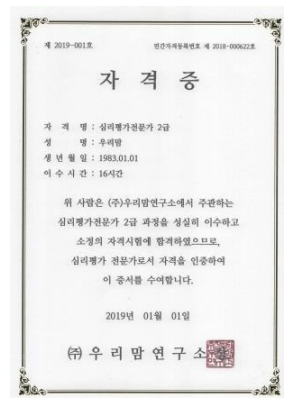 제 2019-001호
민간자격등록번호 제 2018-000622호
자 격 증
자 격 명 : 심리평가전문가 2급
성 명 : 우리맘
생 년 월 일 : 1983.01.01
이 수 시 간 : 16시간
위 사람은 (주)우리맘연구소에서 주관하는
심리평가전문가 2급 과정을 성실히 이수하고
소정의 자격시험에 합격하였으므로,
심리평가 전문가로서 자격을 인증하여
이 증서를 수여합니다.
2019년 01월 01일
㈜ 우 리 맘 연 구 소